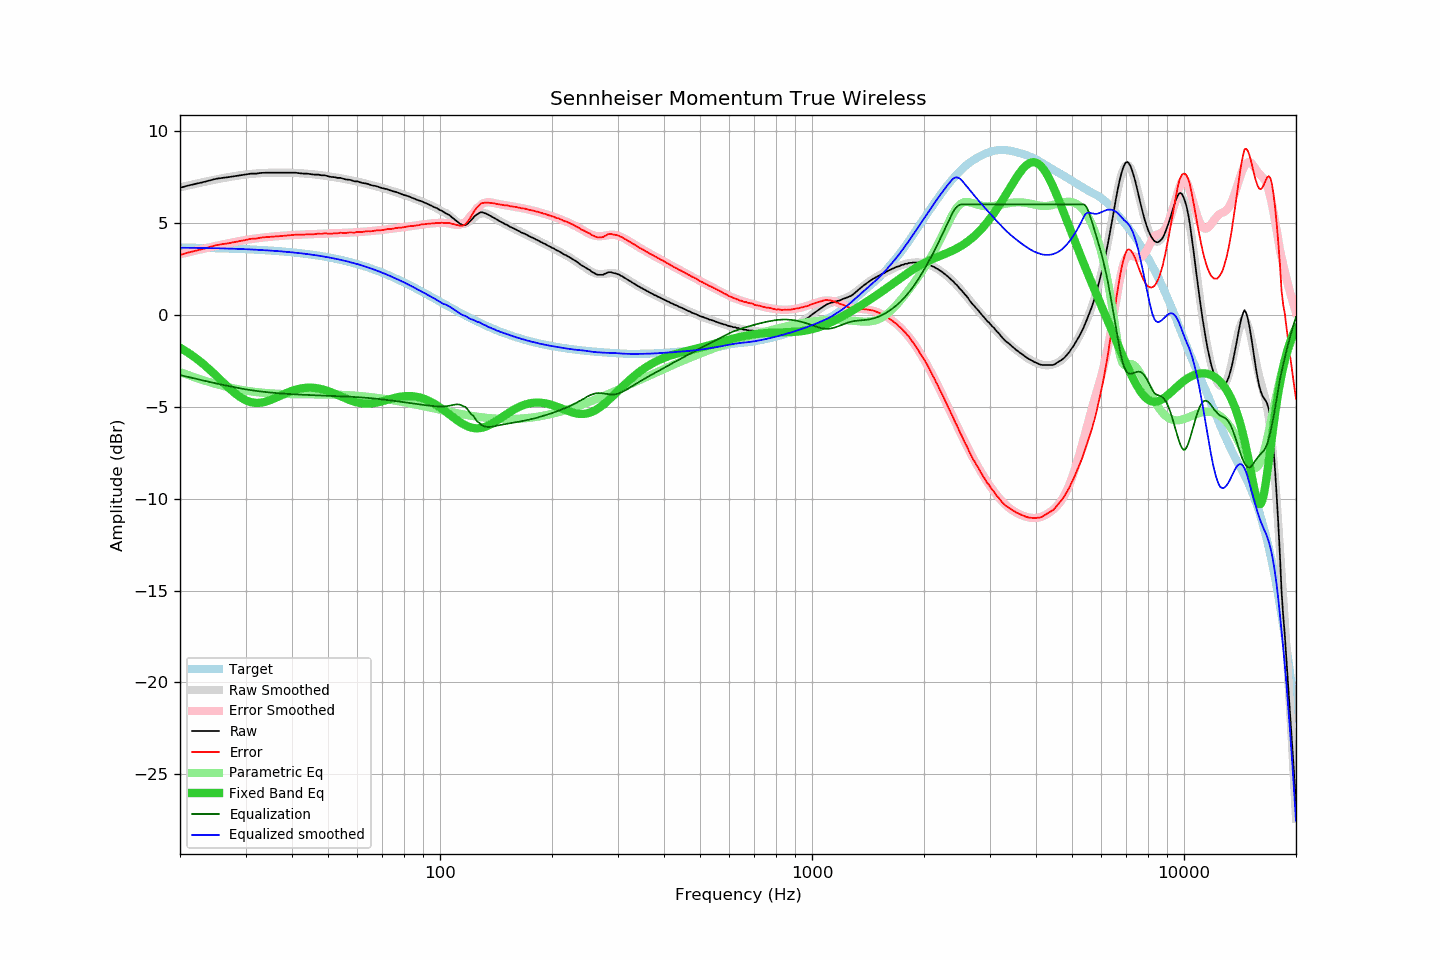 Sennheiser Momentum True Wireless
10
5
0
−5
−10
−15
−20
−25
Amplitude (dBr)
Target
Raw Smoothed
Error Smoothed
Raw
Error
Parametric Eq
Fixed Band Eq
Equalization
Equalized smoothed
100
1000
10000
Frequency (Hz)